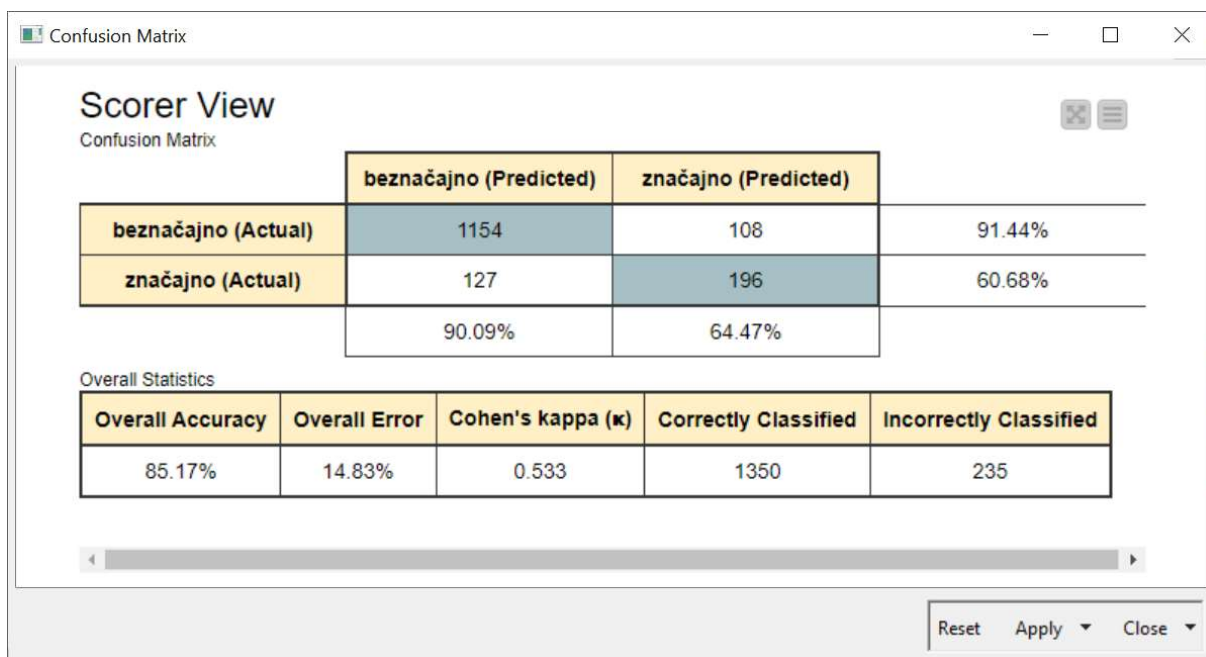 Confusion Matrix
Scorer View
Confusion Matrix
beznačajno (Predicted) značajno (Predicted)
beznačajno (Actual) 1154 108 91.44%
značajno (Actual) 127 196 60.68%
90.09% 64.47%
Overall Statistics
Overall Accuracy Overall Error Cohen's kappa (κ) Correctly Classified Incorrectly Classified
85.17% 14.83% 0.533 1350 235
Reset Apply Close